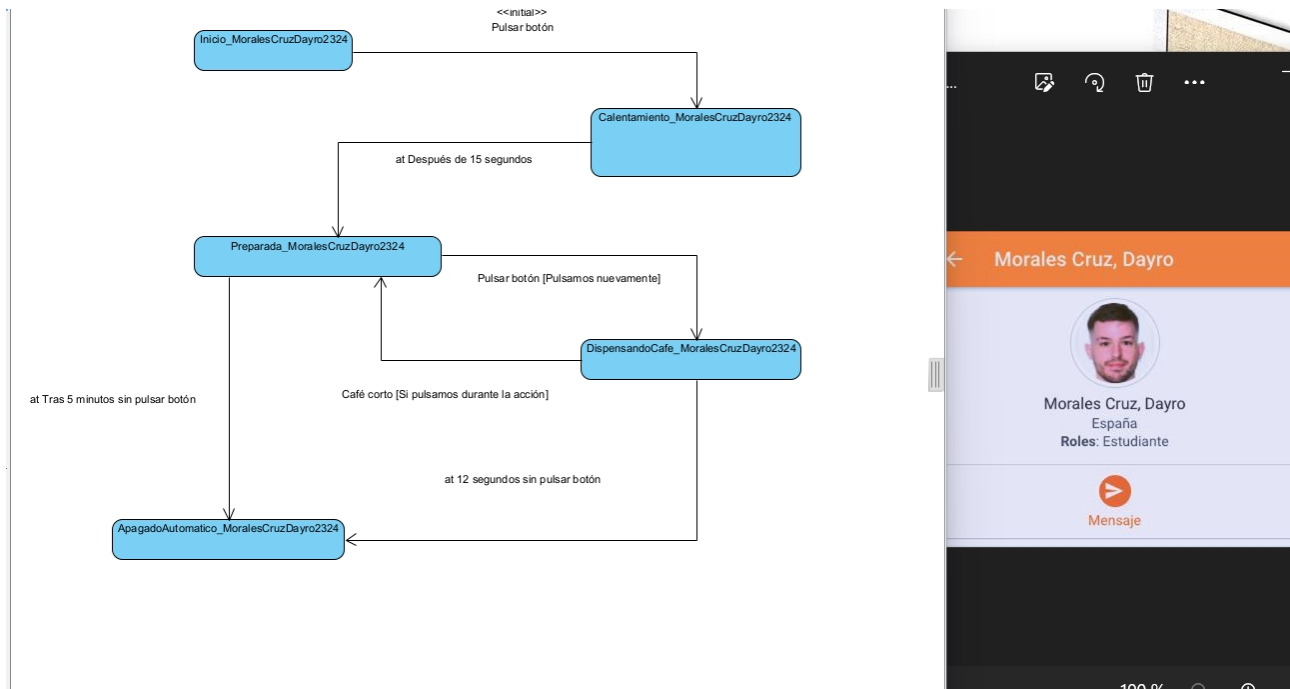 <<initial>>
Pulsar botón
Inicio_MoralesCruzDayro2324
Calentamiento_MoralesCruzDayro2324
at Después de 15 segundos
Preparada_MoralesCruzDayro2324
Pulsar botón [Pulsamos nuevamente]
DispensandoCafe_MoralesCruzDayro2324
Café corto [Si pulsamos durante la acción]
at Tras 5 minutos sin pulsar botón
at 12 segundos sin pulsar botón
ApagadoAutomatico_MoralesCruzDayro2324
...
Morales Cruz, Dayro
Morales Cruz, Dayro
España
Roles: Estudiante
Mensaje
100 %